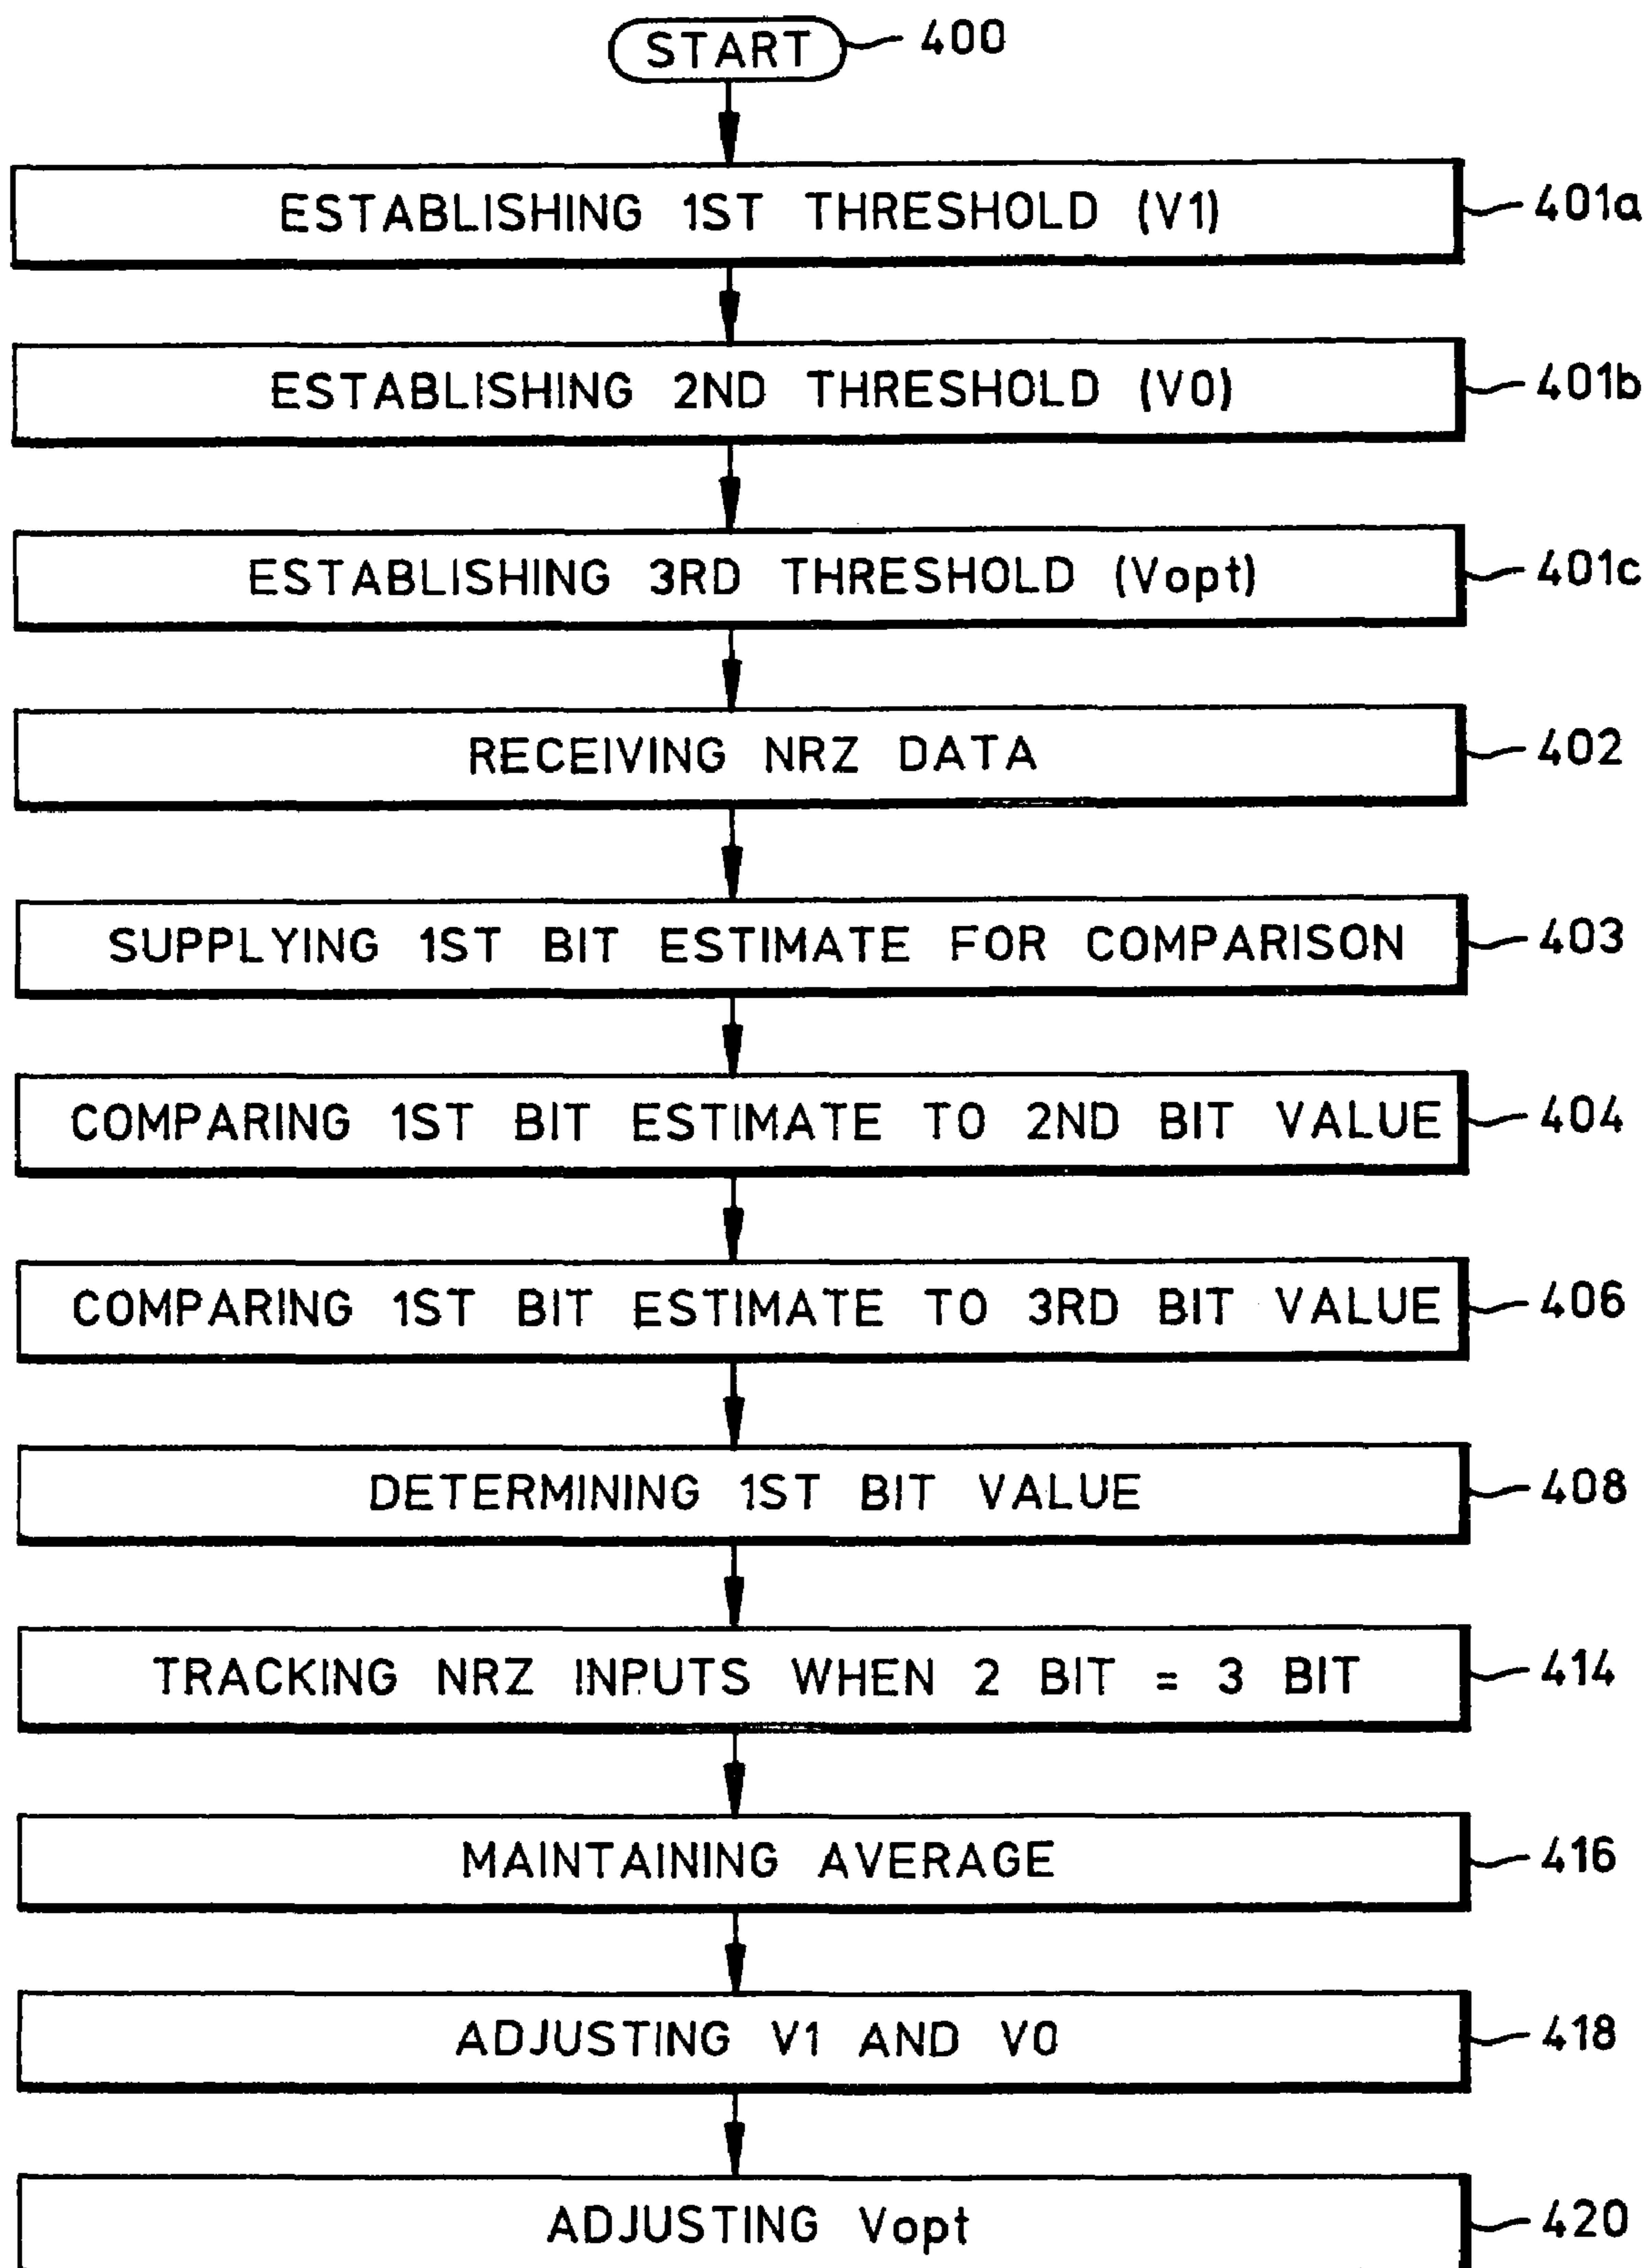 START 400
ESTABLISHING 1ST THRESHOLD (V1) 401a
ESTABLISHING 2ND THRESHOLD (V0) 401b
ESTABLISHING 3RD THRESHOLD (Vopt) 401c
RECEIVING NRZ DATA 402
SUPPLYING 1ST BIT ESTIMATE FOR COMPARISON 403
COMPARING 1ST BIT ESTIMATE TO 2ND BIT VALUE 404
COMPARING 1ST BIT ESTIMATE TO 3RD BIT VALUE 406
DETERMINING 1ST BIT VALUE 408
TRACKING NRZ INPUTS WHEN 2 BIT = 3 BIT 414
MAINTAINING AVERAGE 416
ADJUSTING V1 AND V0 418
ADJUSTING Vopt 420